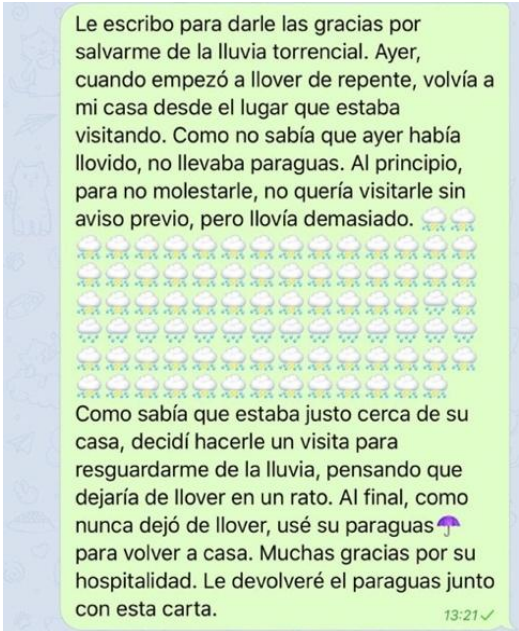 Le escribo para darle las gracias por
salvarme de la lluvia torrencial. Ayer,
cuando empezó a llover de repente, volvía a
mi casa desde el lugar que estaba
visitando. Como no sabía que ayer había
llovido, no llevaba paraguas. Al principio,
para no molestarle, no quería visitarle sin
aviso previo, pero llovía demasiado.
Como sabía que estaba justo cerca de su
casa, decidí hacerle un visita para
resguardarme de la lluvia, pensando que
dejaría de llover en un rato. Al final, como
nunca dejó de llover, usé su paraguas☂
para volver a casa. Muchas gracias por su
hospitalidad. Le devolveré el paraguas junto
con esta carta.
13:21